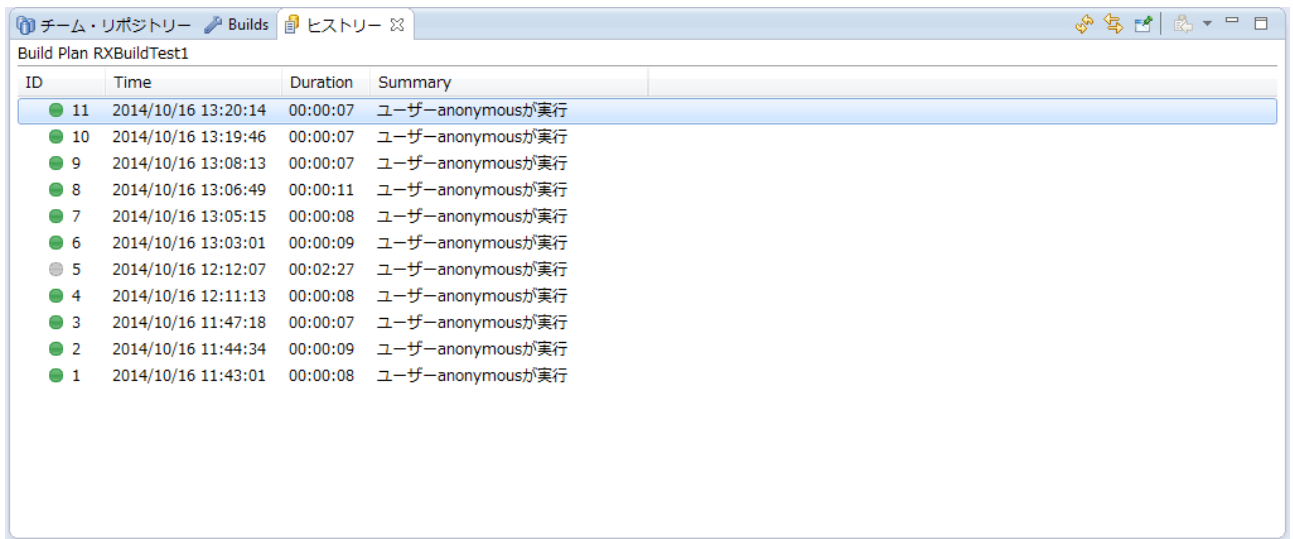 チーム・リポジトリー Builds ヒストリー
Build Plan RXBuildTest1
ID Time Duration Summary
11 2014/10/16 13:20:14 00:00:07 ユーザーanonymousが実行
10 2014/10/16 13:19:46 00:00:07 ユーザーanonymousが実行
9 2014/10/16 13:08:13 00:00:07 ユーザーanonymousが実行
8 2014/10/16 13:06:49 00:00:11 ユーザーanonymousが実行
7 2014/10/16 13:05:15 00:00:08 ユーザーanonymousが実行
6 2014/10/16 13:03:01 00:00:09 ユーザーanonymousが実行
5 2014/10/16 12:12:07 00:02:27 ユーザーanonymousが実行
4 2014/10/16 12:11:13 00:00:08 ユーザーanonymousが実行
3 2014/10/16 11:47:18 00:00:07 ユーザーanonymousが実行
2 2014/10/16 11:44:34 00:00:09 ユーザーanonymousが実行
1 2014/10/16 11:43:01 00:00:08 ユーザーanonymousが実行